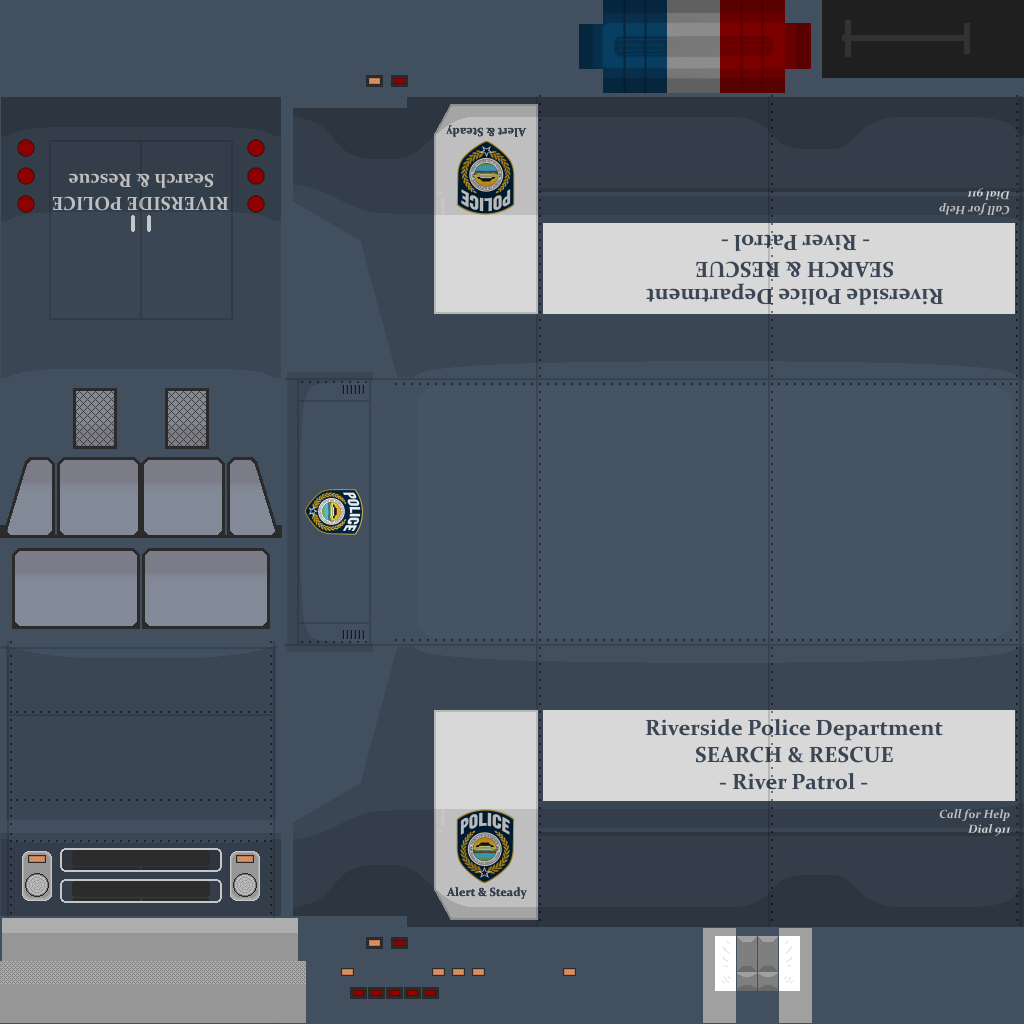 Alert & Steady
POLICE
Search & Rescue
RIVERSIDE POLICE
Dial 911
Call for Help
- River Patrol -
SEARCH & RESCUE
Riverside Police Department
POLICE
Riverside Police Department
SEARCH & RESCUE
- River Patrol -
Call for Help
Dial 911
POLICE
Alert & Steady